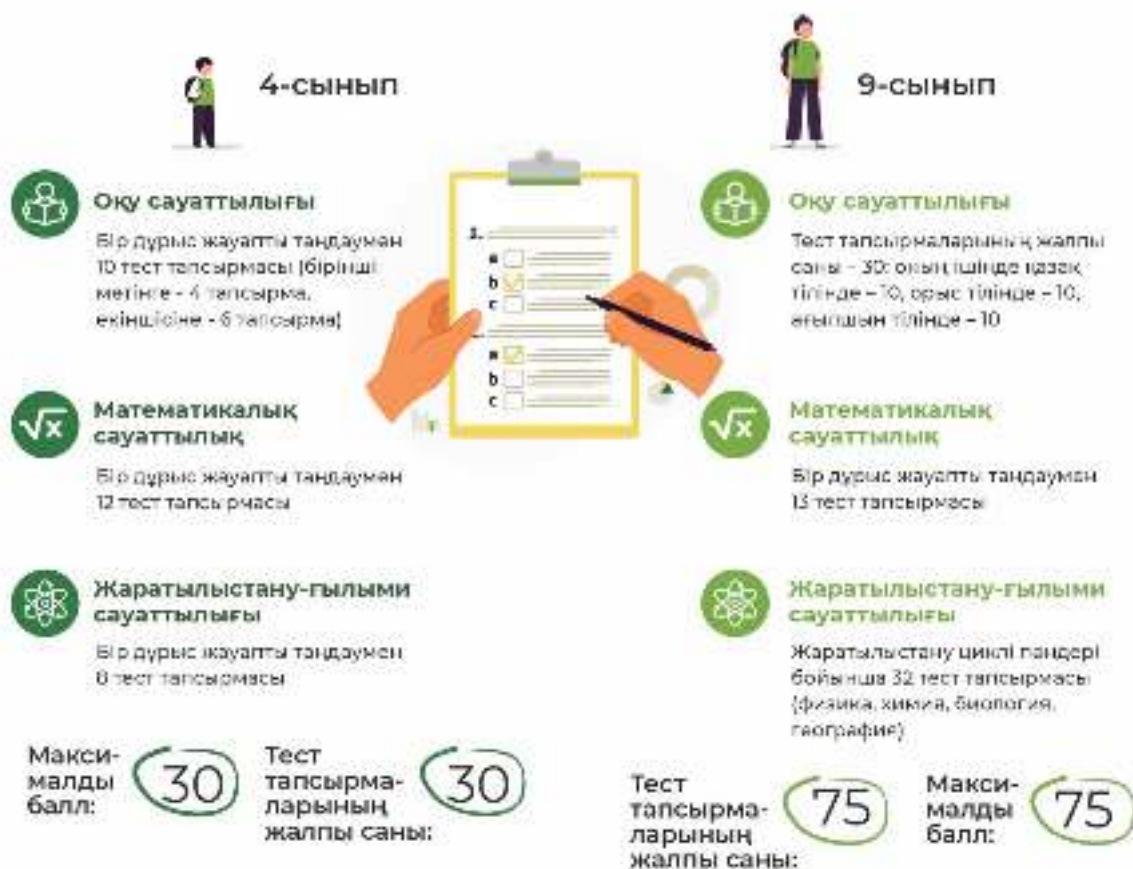 4-сынып
Оқу сауаттылығы
Бір дұрыс жауапты таңдаумен
10 тест тапсырмасы (бірінші
мәтінге - 4 тапсырма,
екіншісіне - 6 тапсырма)
Математикалық
сауаттылық
Бір дұрыс жауапты таңдаумен
12 тест тапсырмасы
Жаратылыстану-ғылыми
сауаттылығы
Бір дұрыс жауапты таңдаумен
8 тест тапсырмасы
Макси-
малды
балл:
30
Тест
тапсырма-
ларының
жалпы саны:
30
1.
a
b
c
a
b
c
9-сынып
Оқу сауаттылығы
Тест тапсырмаларының жалпы
саны – 30: оның ішінде қазақ
тілінде – 10, орыс тілінде – 10,
ағылшын тілінде – 10
Математикалық
сауаттылық
Бір дұрыс жауапты таңдаумен
13 тест тапсырмасы
Жаратылыстану-ғылыми
сауаттылығы
Жаратылыстану циклі пәндері
бойынша 32 тест тапсырмасы
(физика, химия, биология,
география)
Тест
тапсырма-
ларының
жалпы саны:
75
Макси-
малды
балл:
75